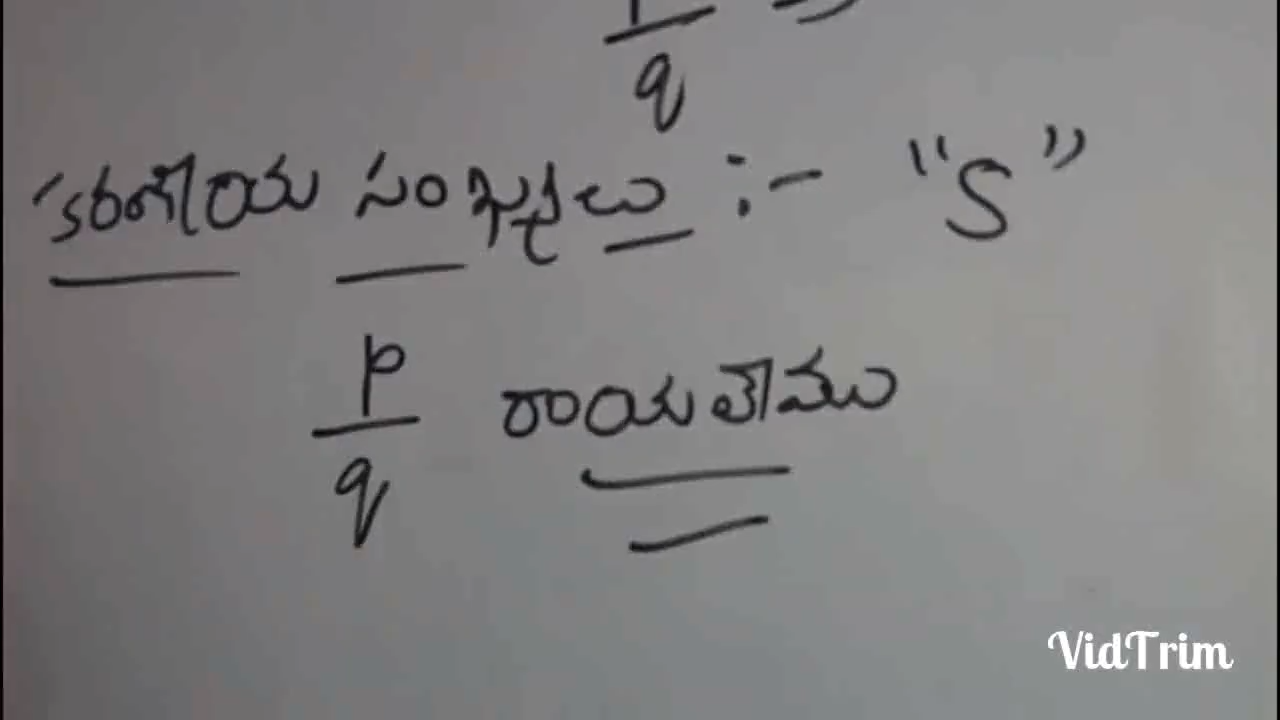 p/q
కరణీయ సంఖ్యలు :- "S"
p/q రాయలేము
VidTrim